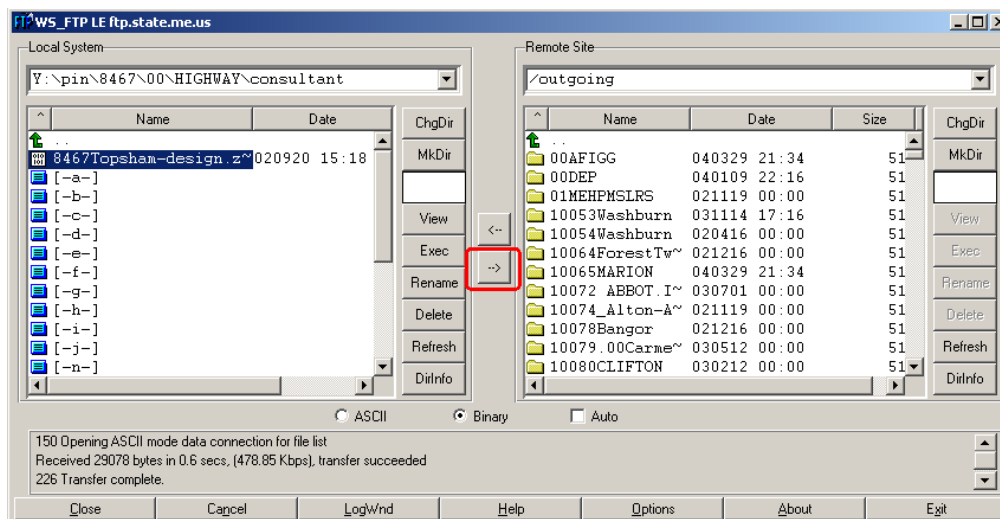 WS_FTP LE ftp.state.me.us
Local System
Y:\pin\8467\00\HIGHWAY\consultant
^ Name Date
..
8467Topsham-design.z~ 020920 15:18
[-a-]
[-b-]
[-c-]
[-d-]
[-e-]
[-f-]
[-g-]
[-h-]
[-i-]
[-j-]
[-n-]
ChgDir
MkDir
View
Exec
Rename
Delete
Refresh
DirInfo
<--
-->
Remote Site
/outgoing
^ Name Date Size
..
00AFIGG 040329 21:34 51
00DEP 040109 22:16 51
01MEHPMSLRS 021119 00:00 51
10053Washburn 031114 17:16 51
10054Washburn 020416 00:00 51
10064ForestTw~ 021216 00:00 51
10065MARION 040329 21:34 51
10072 ABBOT.I~ 030701 00:00 51
10074_Alton-A~ 021119 00:00 51
10078Bangor 021216 00:00 51
10079.00Carme~ 030512 00:00 51
10080CLIFTON 030212 00:00 51
ChgDir
MkDir
View
Exec
Rename
Delete
Refresh
DirInfo
ASCII Binary Auto
150 Opening ASCII mode data connection for file list
Received 29078 bytes in 0.6 secs, (478.85 Kbps), transfer succeeded
226 Transfer complete.
Close Cancel LogWnd Help Options About Exit